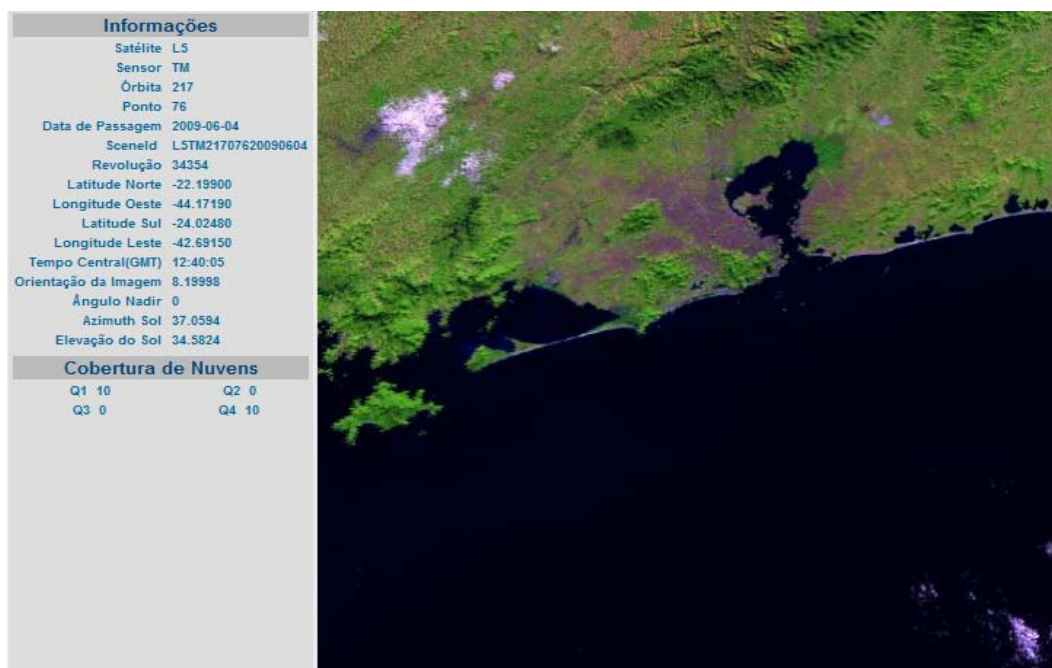 Informações
Satélite L5
Sensor TM
Órbita 217
Ponto 76
Data de Passagem 2009-06-04
SceneId L5TM21707620090604
Revolução 34354
Latitude Norte -22.19900
Longitude Oeste -44.17190
Latitude Sul -24.02480
Longitude Leste -42.69150
Tempo Central(GMT) 12:40:05
Orientação da Imagem 8.19998
Ângulo Nadir 0
Azimuth Sol 37.0594
Elevação do Sol 34.5824
Cobertura de Nuvens
Q1 10 Q2 0
Q3 0 Q4 10